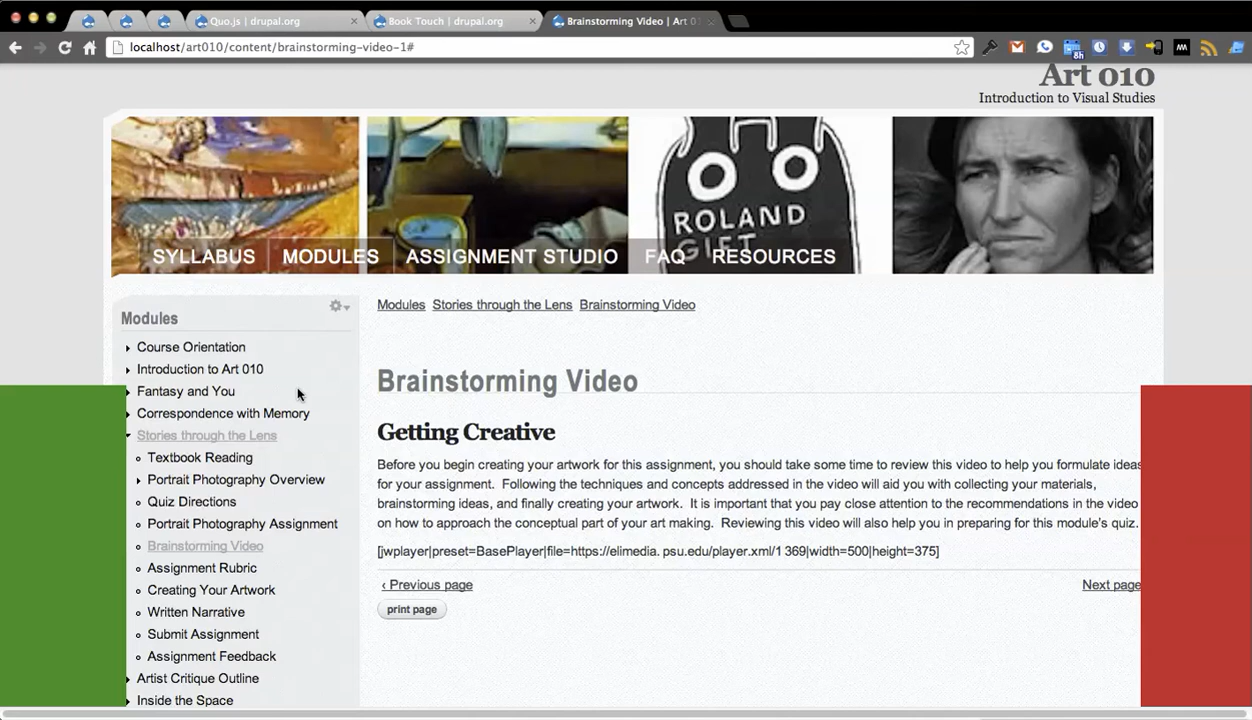 Quo.js | drupal.org
Book Touch | drupal.org
Brainstorming Video | Art 0
localhost/art010/content/brainstorming-video-1#
8h
Art 010
Introduction to Visual Studies
ROLAND
GIFT
SYLLABUS
MODULES
ASSIGNMENT STUDIO
FAQ
RESOURCES
Modules
Course Orientation
Introduction to Art 010
Fantasy and You
Correspondence with Memory
Stories through the Lens
Textbook Reading
Portrait Photography Overview
Quiz Directions
Portrait Photography Assignment
Brainstorming Video
Assignment Rubric
Creating Your Artwork
Written Narrative
Submit Assignment
Assignment Feedback
Artist Critique Outline
Inside the Space
Modules Stories through the Lens Brainstorming Video
Brainstorming Video
Getting Creative
Before you begin creating your artwork for this assignment, you should take some time to review this video to help you formulate ideas
for your assignment. Following the techniques and concepts addressed in the video will aid you with collecting your materials,
brainstorming ideas, and finally creating your artwork. It is important that you pay close attention to the recommendations in the video
on how to approach the conceptual part of your art making. Reviewing this video will also help you in preparing for this module's quiz.
[jwplayer|preset=BasePlayer|file=https://elimedia. psu.edu/player.xml/1 369|width=500|height=375]
‹ Previous page
Next page
print page